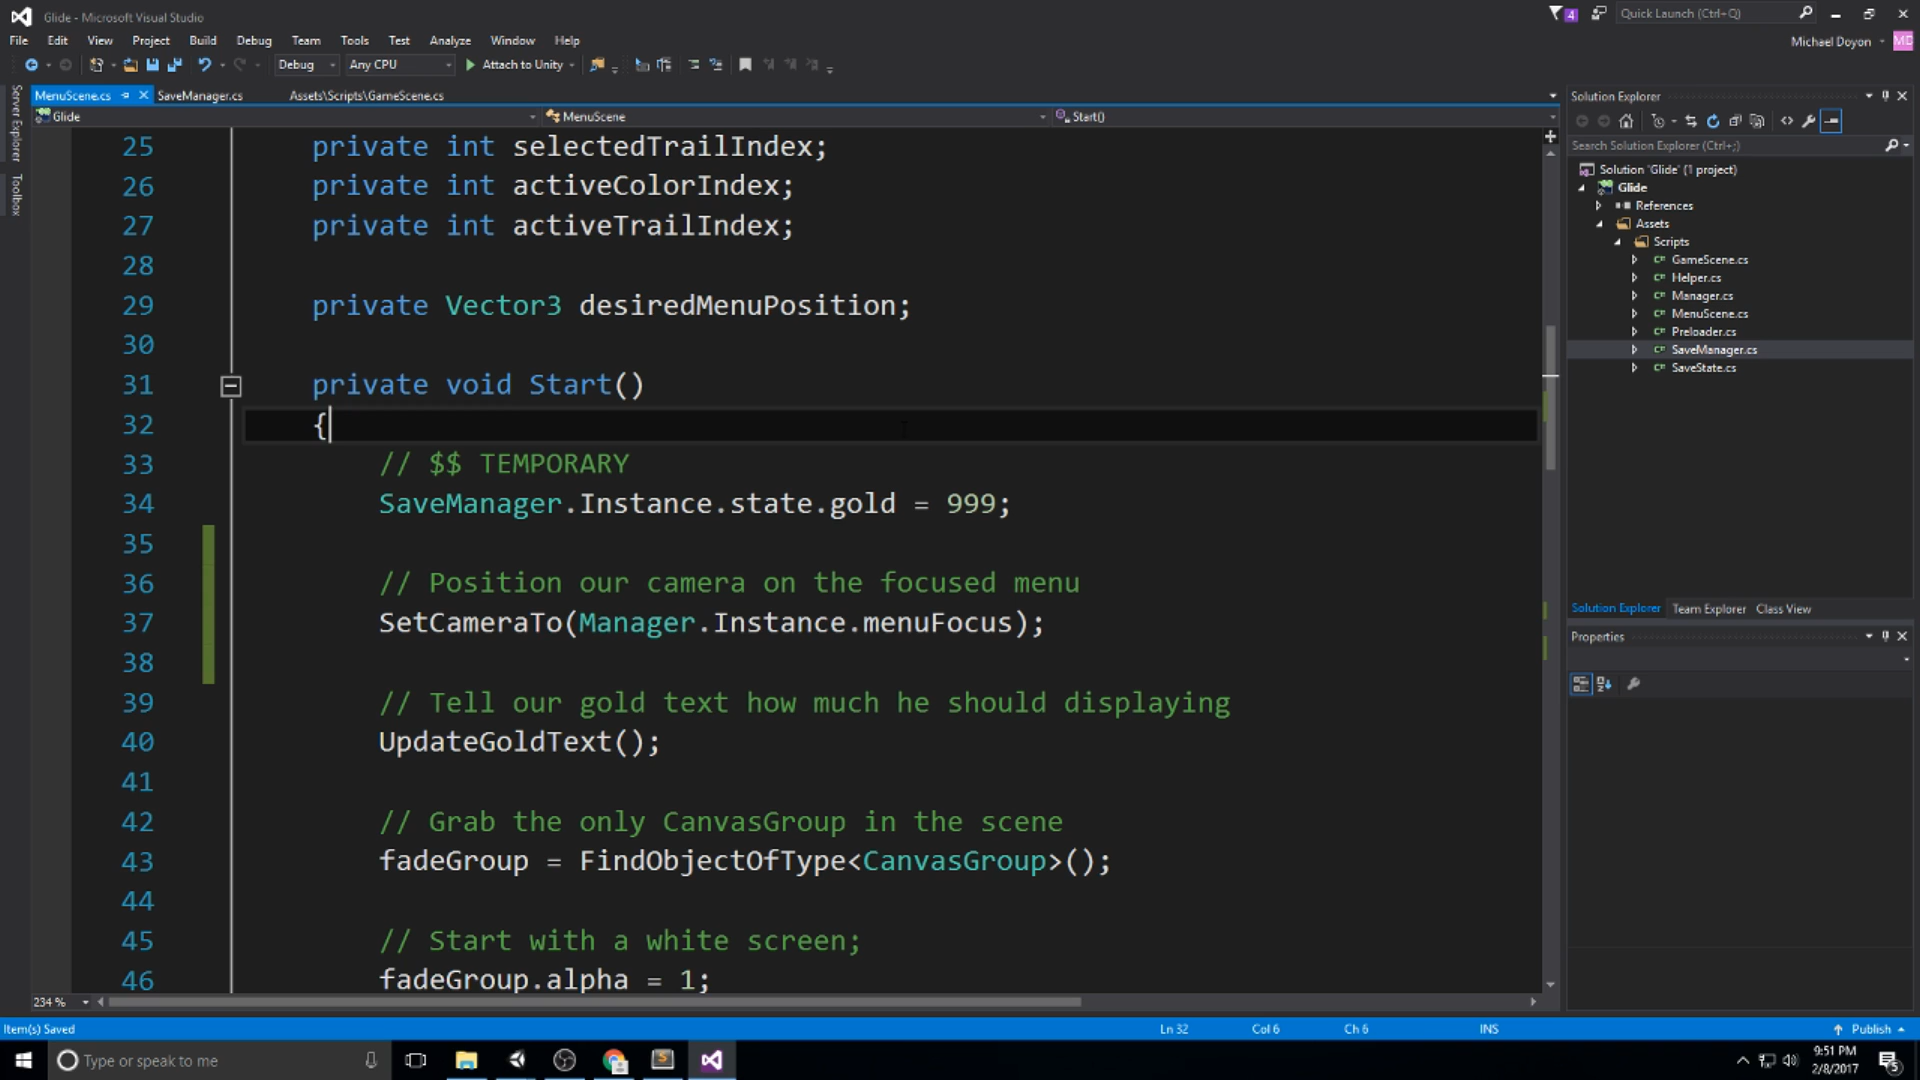 Glide - Microsoft Visual Studio
4
Quick Launch (Ctrl+Q)
File Edit View Project Build Debug Team Tools Test Analyze Window Help
Michael Doyon
MD
Debug Any CPU Attach to Unity
Server Explorer
Toolbox
MenuScene.cs SaveManager.cs Assets\Scripts\GameScene.cs
Glide MenuScene Start()
25 private int selectedTrailIndex;
26 private int activeColorIndex;
27 private int activeTrailIndex;
28
29 private Vector3 desiredMenuPosition;
30
31 private void Start()
32 {
33 // $$ TEMPORARY
34 SaveManager.Instance.state.gold = 999;
35
36 // Position our camera on the focused menu
37 SetCameraTo(Manager.Instance.menuFocus);
38
39 // Tell our gold text how much he should displaying
40 UpdateGoldText();
41
42 // Grab the only CanvasGroup in the scene
43 fadeGroup = FindObjectOfType<CanvasGroup>();
44
45 // Start with a white screen;
46 fadeGroup.alpha = 1;
234 %
Solution Explorer
Search Solution Explorer (Ctrl+;)
Solution 'Glide' (1 project)
Glide
References
Assets
Scripts
C# GameScene.cs
C# Helper.cs
C# Manager.cs
C# MenuScene.cs
C# Preloader.cs
C# SaveManager.cs
C# SaveState.cs
Solution Explorer Team Explorer Class View
Properties
Item(s) Saved Ln 32 Col 6 Ch 6 INS Publish
Type or speak to me
9:51 PM
2/8/2017
5